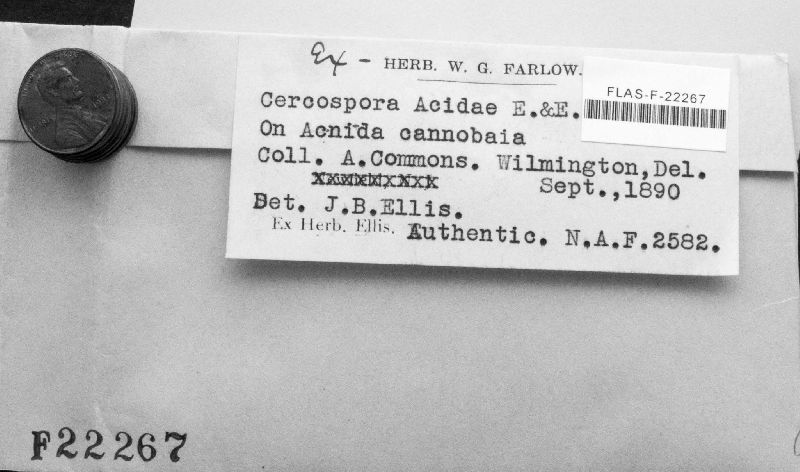 Ex - HERB. W. G. FARLOW.
FLAS-F-22267
Cercospora Acidae E.&E.
On Acnida cannobaia
Coll. A.Commons. Wilmington,Del.
Sept.,1890
Det. J.B.Ellis.
Ex Herb. Ellis. Authentic. N.A.F.2582.
F22267